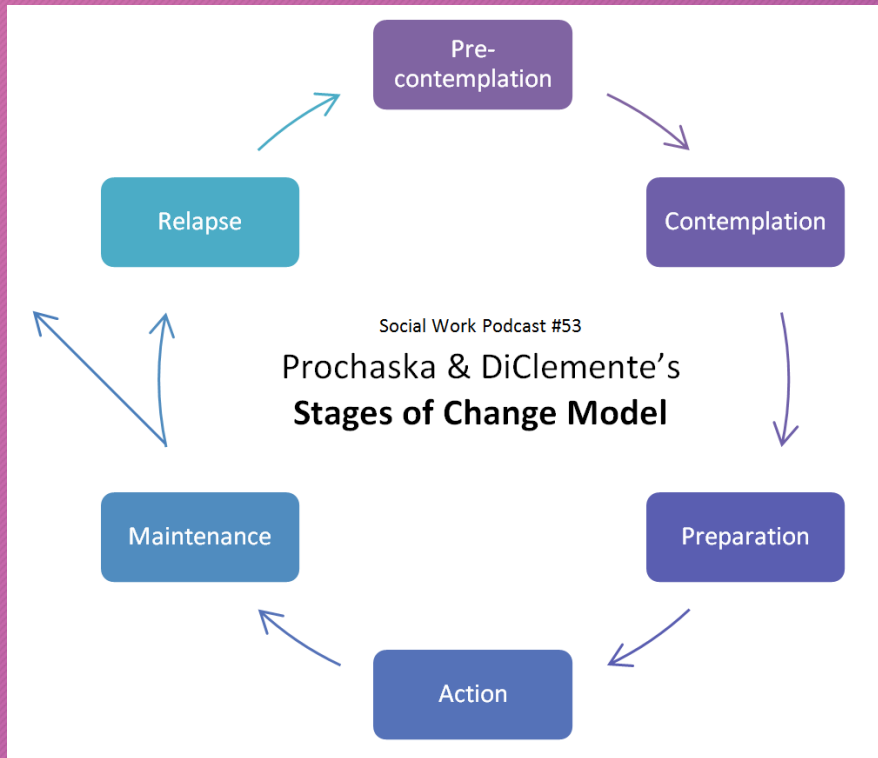 Pre-
contemplation
Contemplation
Preparation
Action
Maintenance
Relapse
Social Work Podcast #53
Prochaska & DiClemente's
Stages of Change Model